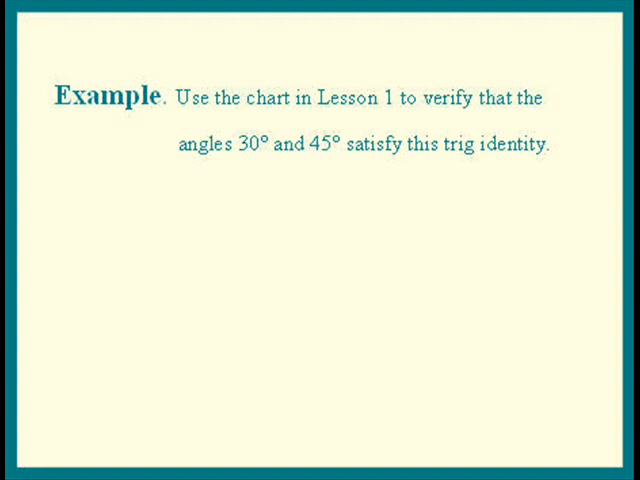 Example. Use the chart in Lesson 1 to verify that the
angles 30° and 45° satisfy this trig identity.